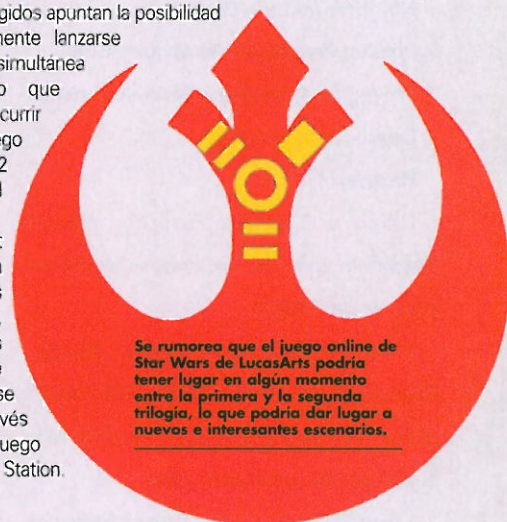 gidos apuntan la posibilidad
nente lanzarse
simultánea
o que
currir
ego
2
se
vés
uego
Station.
Se rumorea que el juego online de
Star Wars de LucasArts podría
tener lugar en algún momento
entre la primera y la segunda
trilogía, lo que podría dar lugar a
nuevos e interesantes escenarios.